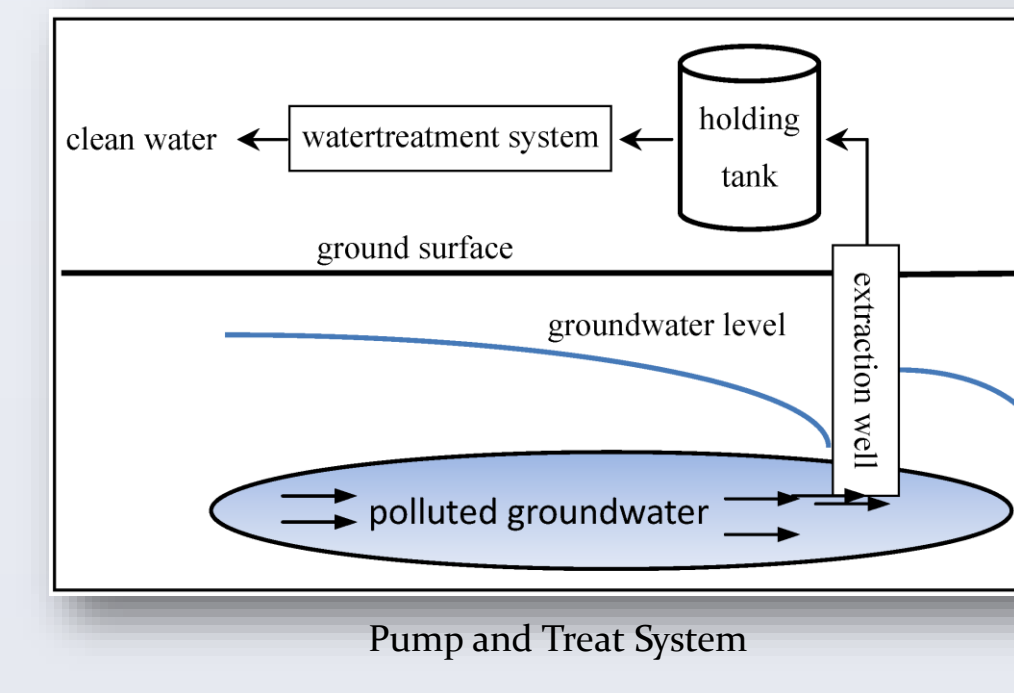 holding
tank
clean water
watertreatment system
ground surface
groundwater level
extraction well
polluted groundwater
Pump and Treat System